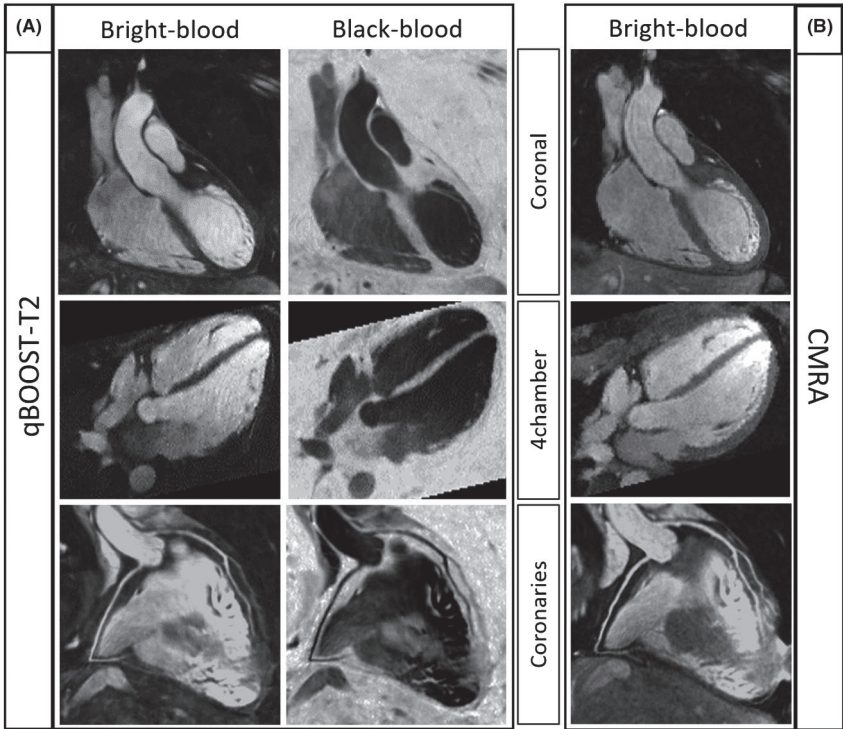 (A)
Bright-blood
Black-blood
Bright-blood
(B)
qBOOST-T2
Coronal
4chamber
Coronaries
CMRA